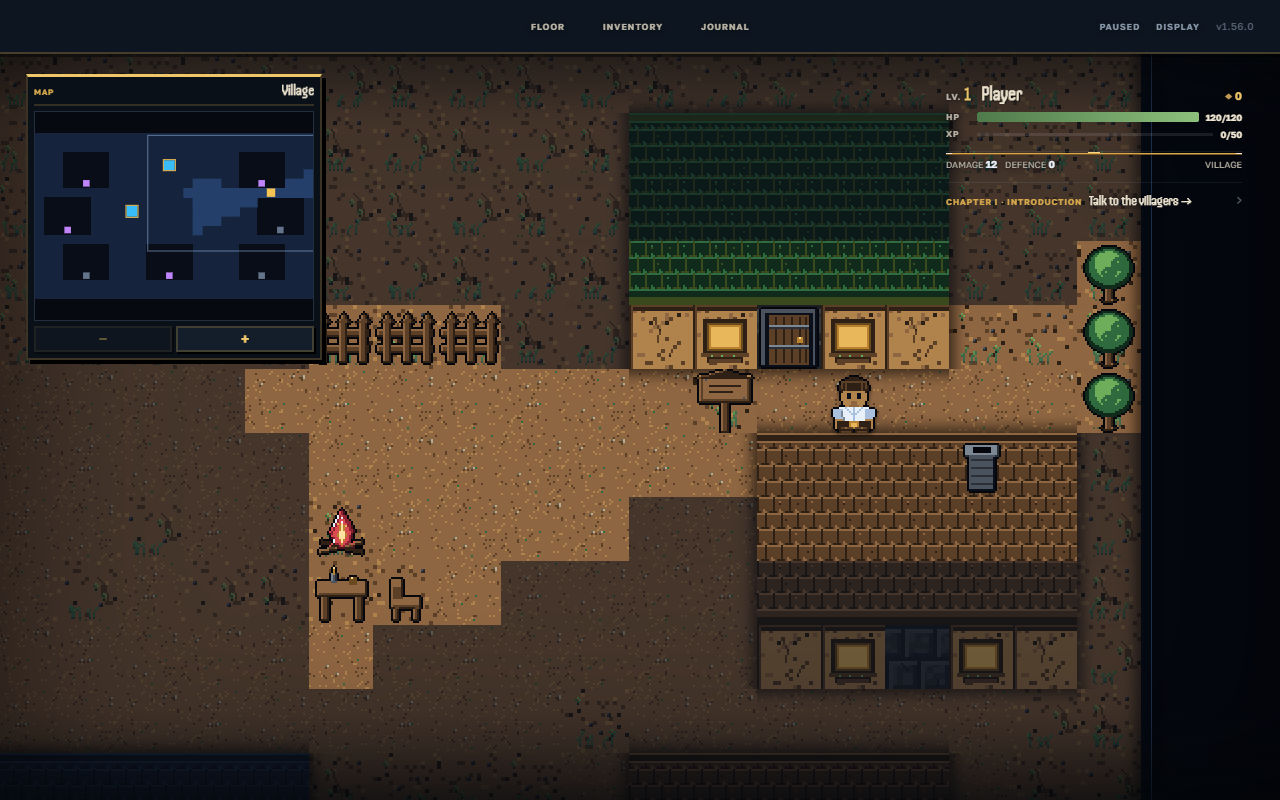 FLOOR INVENTORY JOURNAL PAUSED DISPLAY v1.56.0
MAP Village
− +
LV. 1 Player 0
HP 120/120
XP 0/50
DAMAGE 12 DEFENCE 0 VILLAGE
CHAPTER I · INTRODUCTION Talk to the villagers →